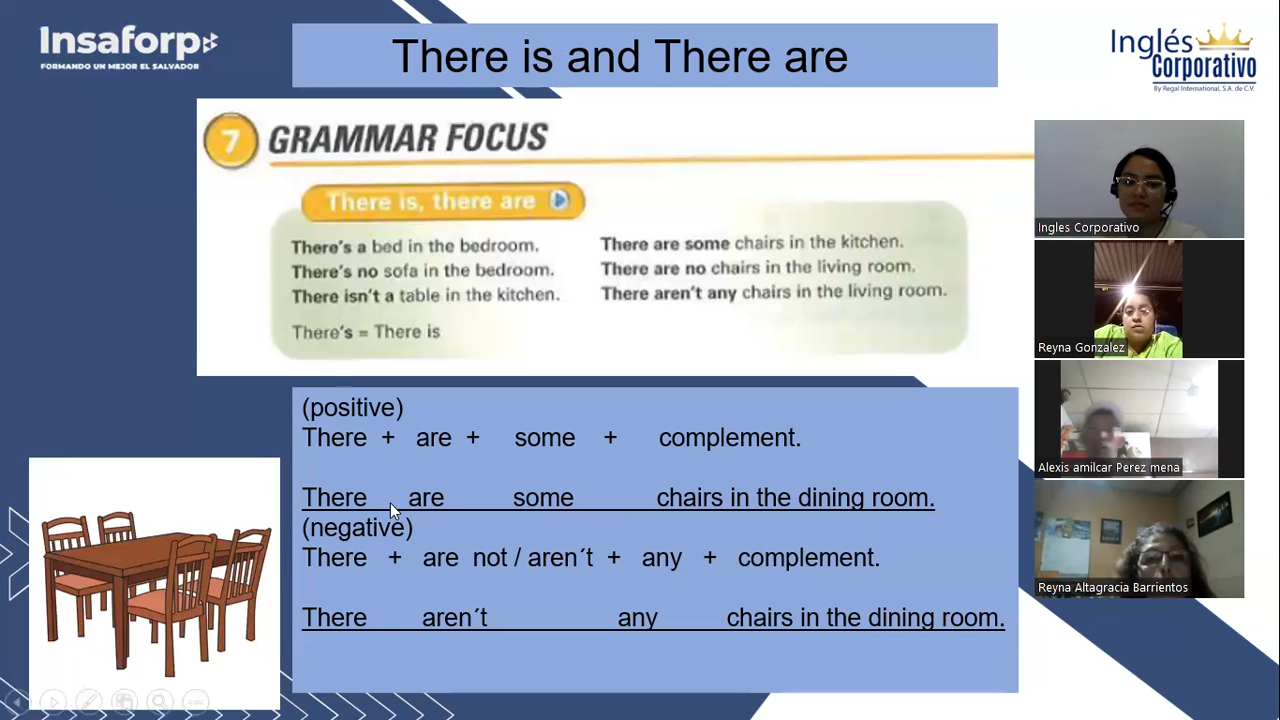 Insaforp
FORMANDO UN MEJOR EL SALVADOR
There is and There are
Inglés
Corporativo
By Regal International, S.A. de C.V.
7 GRAMMAR FOCUS
There is, there are
There's a bed in the bedroom.
There's no sofa in the bedroom.
There isn't a table in the kitchen.
There's = There is
There are some chairs in the kitchen.
There are no chairs in the living room.
There aren't any chairs in the living room.
(positive)
There + are + some + complement.
There are some chairs in the dining room.
(negative)
There + are not / aren´t + any + complement.
There aren´t any chairs in the dining room.
Ingles Corporativo
Reyna Gonzalez
Alexis amilcar Perez mena
Reyna Altagracia Barrientos